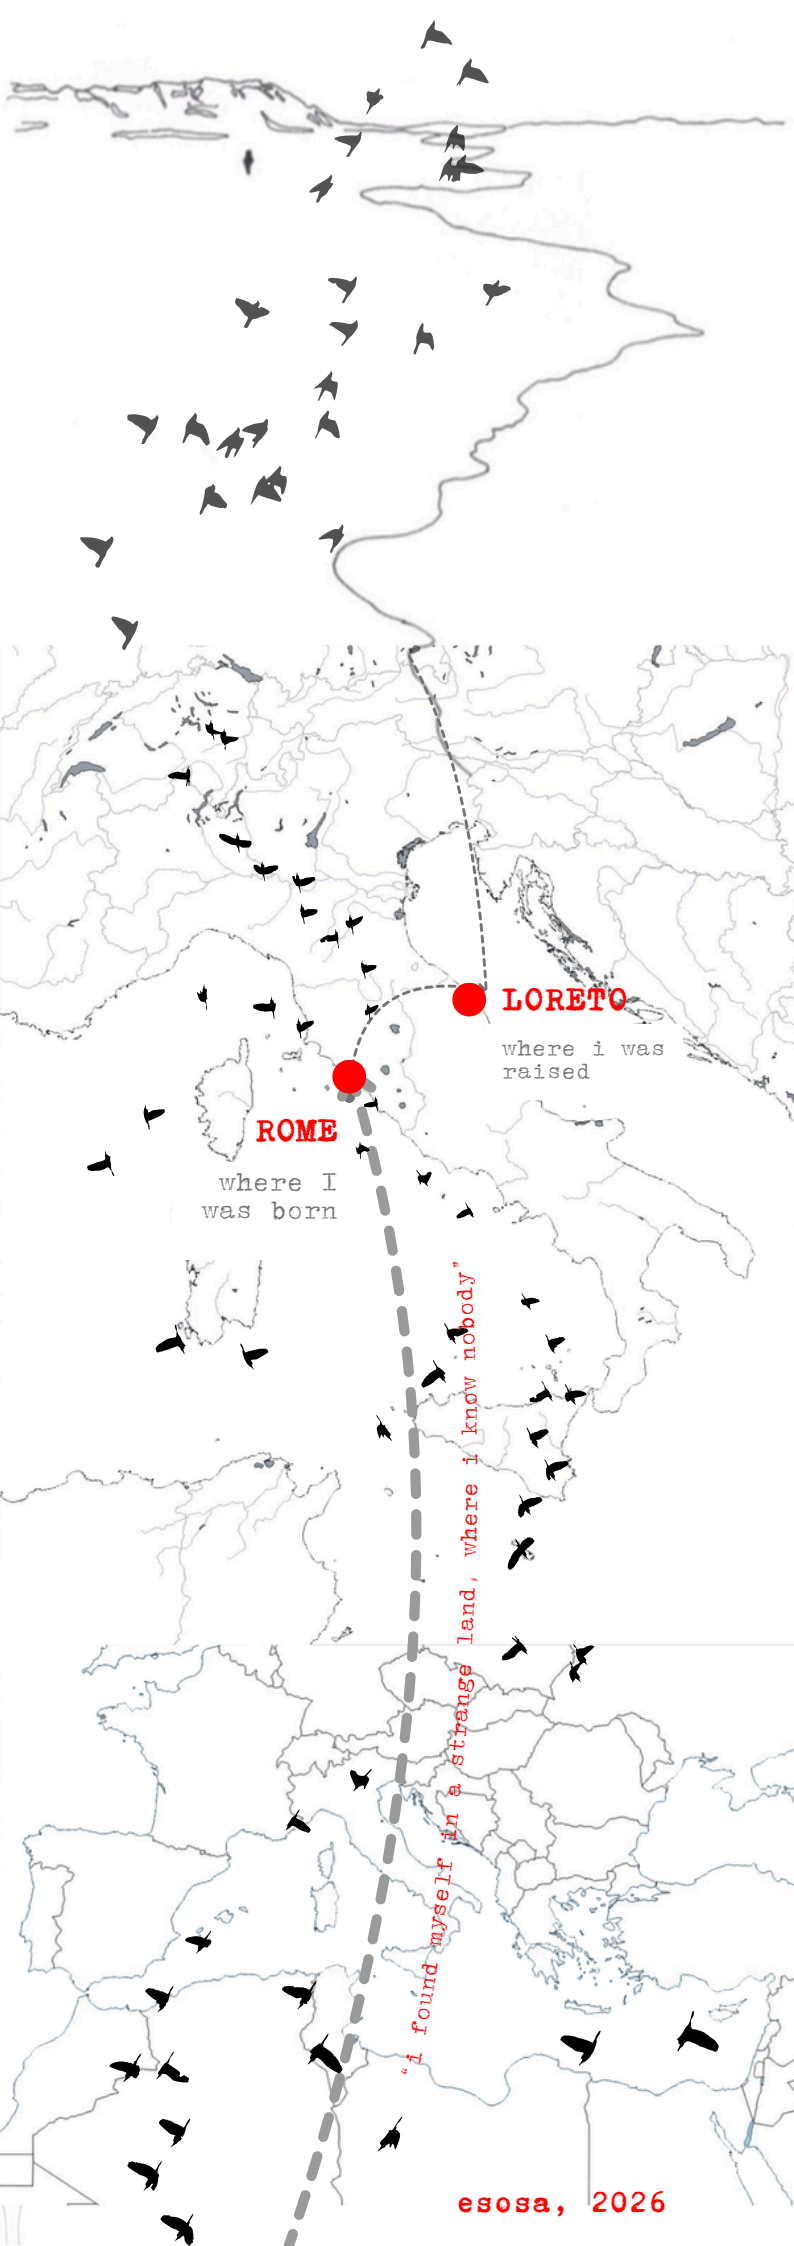 LORETO
where i was
raised
ROME
where I
was born
“i found myself in a strange land, where i know nobody”
esosa, 2026